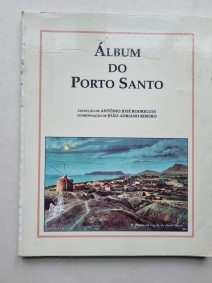 ÁLBUM
DO
PORTO SANTO
COLECÇÃO DE ANTÓNIO JOSÉ RODRIGUES
COORDENAÇÃO DE JOÃO ADRIANO RIBEIRO